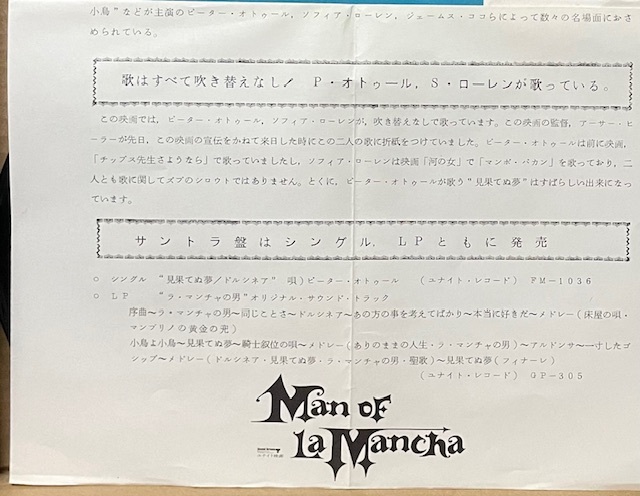 小鳥”などが主演のピーター・オトゥール，ソフィア・ローレン，ジェームス・ココらによって数々の名場面におさ
められている。
歌はすべて吹き替えなし！ P・オトゥール，S・ローレンが歌っている。
この映画では，ピーター・オトゥール，ソフィア・ローレンが，吹き替えなしで歌っています。この映画の監督，アーサー・ヒ
ーラーが先日，この映画の宣伝をかねて来日した時にこの二人の歌に折紙をつけていました。ピーター・オトゥールは前に映画，
「チップス先生さようなら」で歌っていましたし，ソフィア・ローレンは映画「河の女」で「マンボ・バカン」を歌っており，二
人とも歌に関してズブのシロウトではありません。とくに，ピーター・オトゥールが歌う“見果てぬ夢”はすばらしい出来になっ
ています。
サントラ盤はシングル，LPともに発売
○ シングル “見果てぬ夢／ドルシネア” 唄）ピーター・オトゥール （ユナイト・レコード） FM－1036
○ LP “ラ・マンチャの男”オリジナル・サウンド・トラック
序曲～ラ・マンチャの男～同じことさ～ドルシネア～あの方の事を考えてばかり～本当に好きだ～メドレー（床屋の唄・
マンブリノの黄金の兜）
小鳥よ小鳥～見果てぬ夢～騎士叙位の唄～メドレー（ありのままの人生・ラ・マンチャの男）～アルドンサ～一寸したゴ
シップ～メドレー（ドルシネア・見果てぬ夢・ラ・マンチャの男・聖歌）～見果てぬ夢（フィナーレ）
（ユナイト・レコード） GP－305
Man of
La Mancha
ユナイト映画